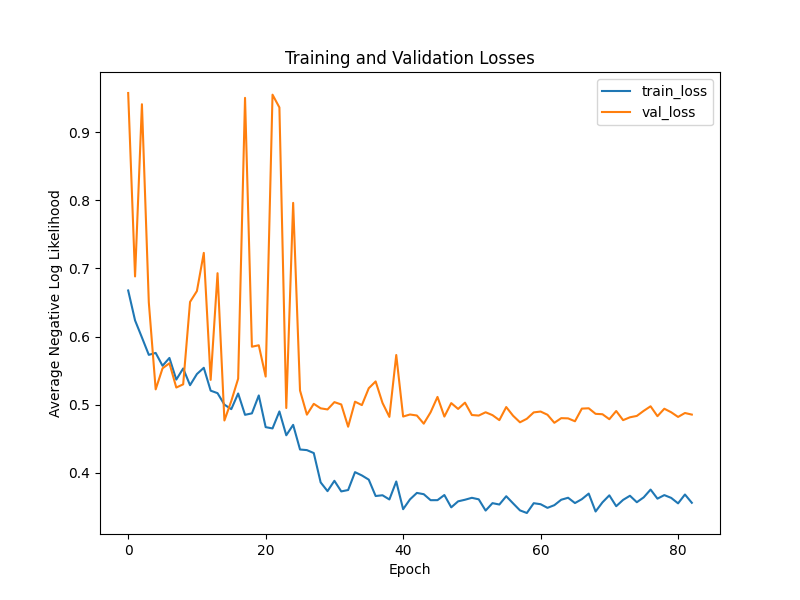 Training and Validation Losses
train_loss
val_loss
Average Negative Log Likelihood
0.9
0.8
0.7
0.6
0.5
0.4
0 20 40 60 80
Epoch